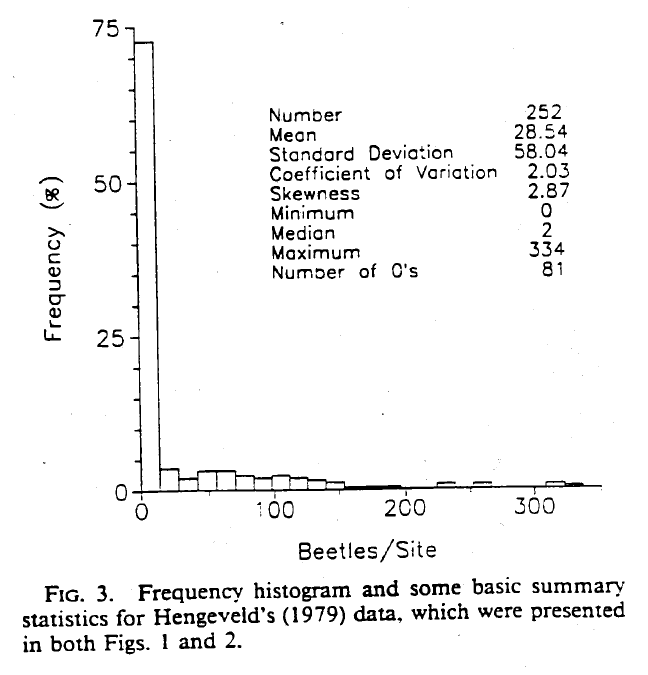 75
50
25
0
Frequency (%)
Number 252
Mean 28.54
Standard Deviation 58.04
Coefficient of Variation 2.03
Skewness 2.87
Minimum 0
Median 2
Maximum 334
Number of 0's 81
0 100 200 300
Beetles/Site
FIG. 3. Frequency histogram and some basic summary
statistics for Hengeveld's (1979) data, which were presented
in both Figs. 1 and 2.